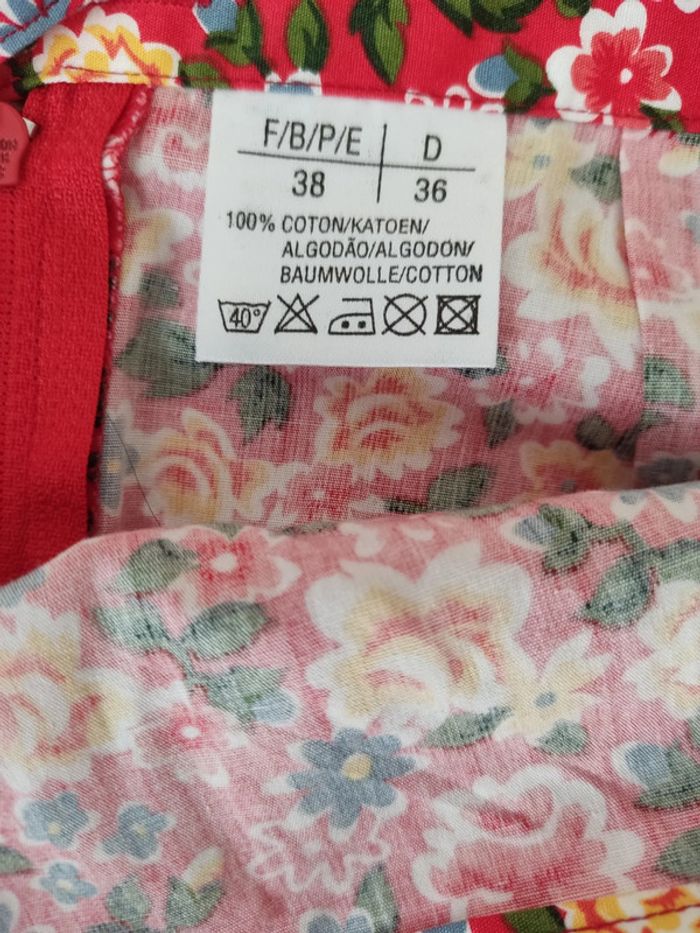 F/B/P/E D
38 36
100% COTON/KATOEN/
ALGODÃO/ALGODÓN/
BAUMWOLLE/COTTON
40°